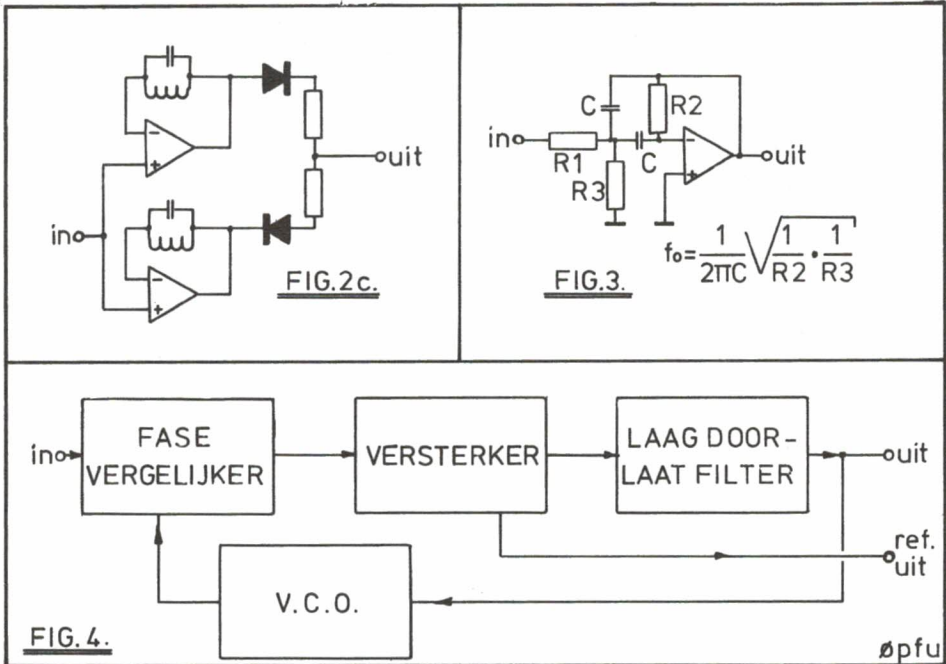 in
uit
FIG.2c.
in
R1
C
C
R2
R3
uit
FIG.3.
f₀= 1/2πC √(1/R2 · 1/R3)
in
FASE
VERGELIJKER
VERSTERKER
LAAG DOOR-
LAAT FILTER
uit
ref.
uit
V.C.O.
FIG.4.
øpfu